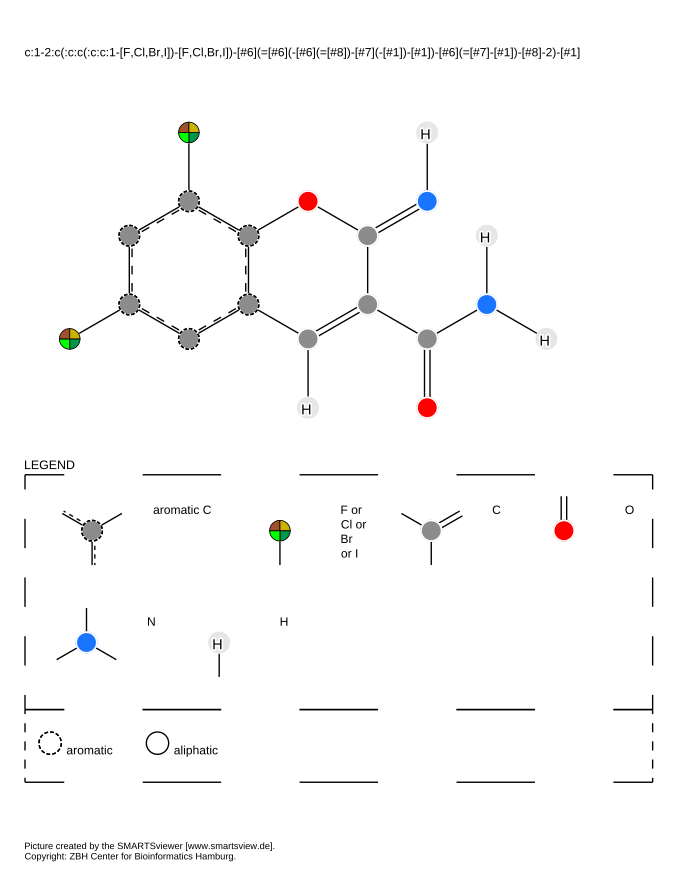 c:1-2:c(:c:c(:c:c:1-[F,Cl,Br,I])-[F,Cl,Br,I])-[#6](=[#6](-[#6](=[#8])-[#7](-[#1])-[#1])-[#6](=[#7]-[#1])-[#8]-2)-[#1]
H
H
H
H
LEGEND
aromatic C
F or
Cl or
Br
or I
C
O
N
H
H
aromatic
aliphatic
Picture created by the SMARTSviewer [www.smartsview.de].
Copyright: ZBH Center for Bioinformatics Hamburg.